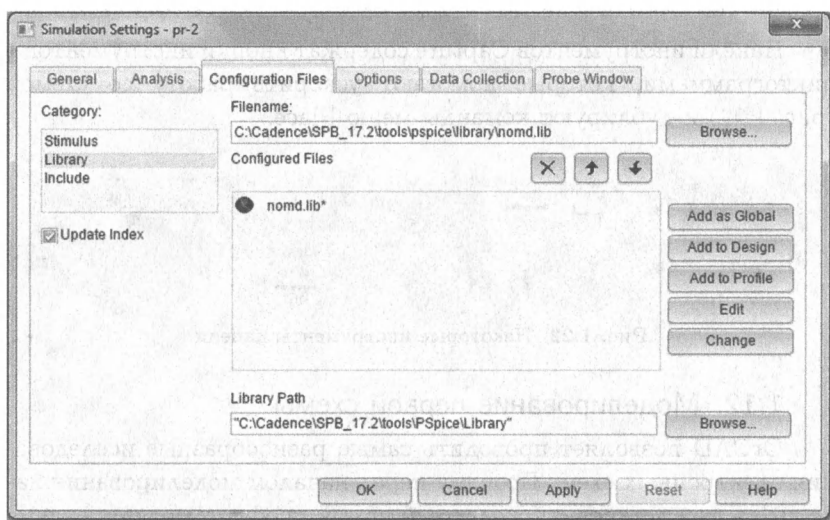 Simulation Settings - pr-2
General Analysis Configuration Files Options Data Collection Probe Window
Category:
Stimulus
Library
Include
Update Index
Filename:
C:\Cadence\SPB_17.2\tools\pspice\library\nomd.lib
Browse...
Configured Files
nomd.lib*
Add as Global
Add to Design
Add to Profile
Edit
Change
Library Path
"C:\Cadence\SPB_17.2\tools\PSpice\Library"
Browse...
OK Cancel Apply Reset Help